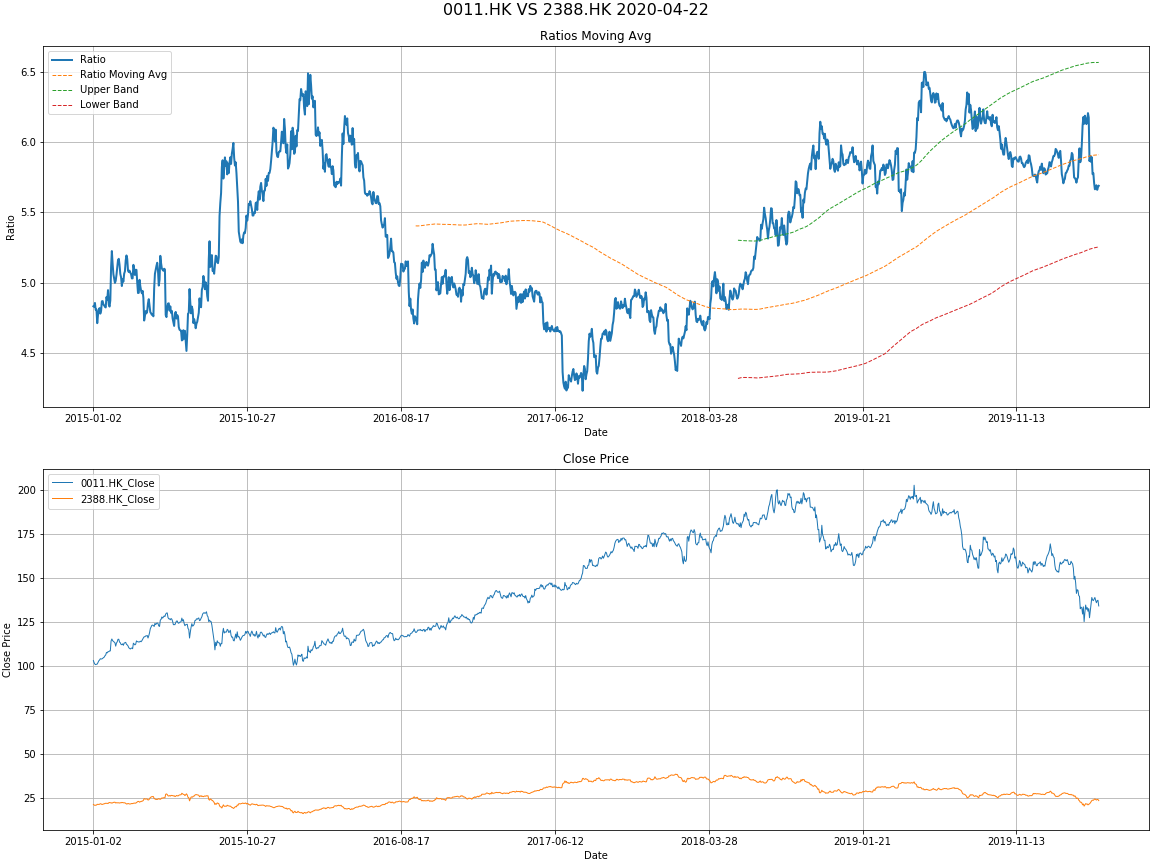 0011.HK VS 2388.HK 2020-04-22
Ratios Moving Avg
Ratio
Ratio Moving Avg
Upper Band
Lower Band
6.5
6.0
5.5
5.0
4.5
Ratio
2015-01-02 2015-10-27 2016-08-17 2017-06-12 2018-03-28 2019-01-21 2019-11-13
Date
Close Price
0011.HK_Close
2388.HK_Close
200
175
150
125
100
75
50
25
Close Price
2015-01-02 2015-10-27 2016-08-17 2017-06-12 2018-03-28 2019-01-21 2019-11-13
Date